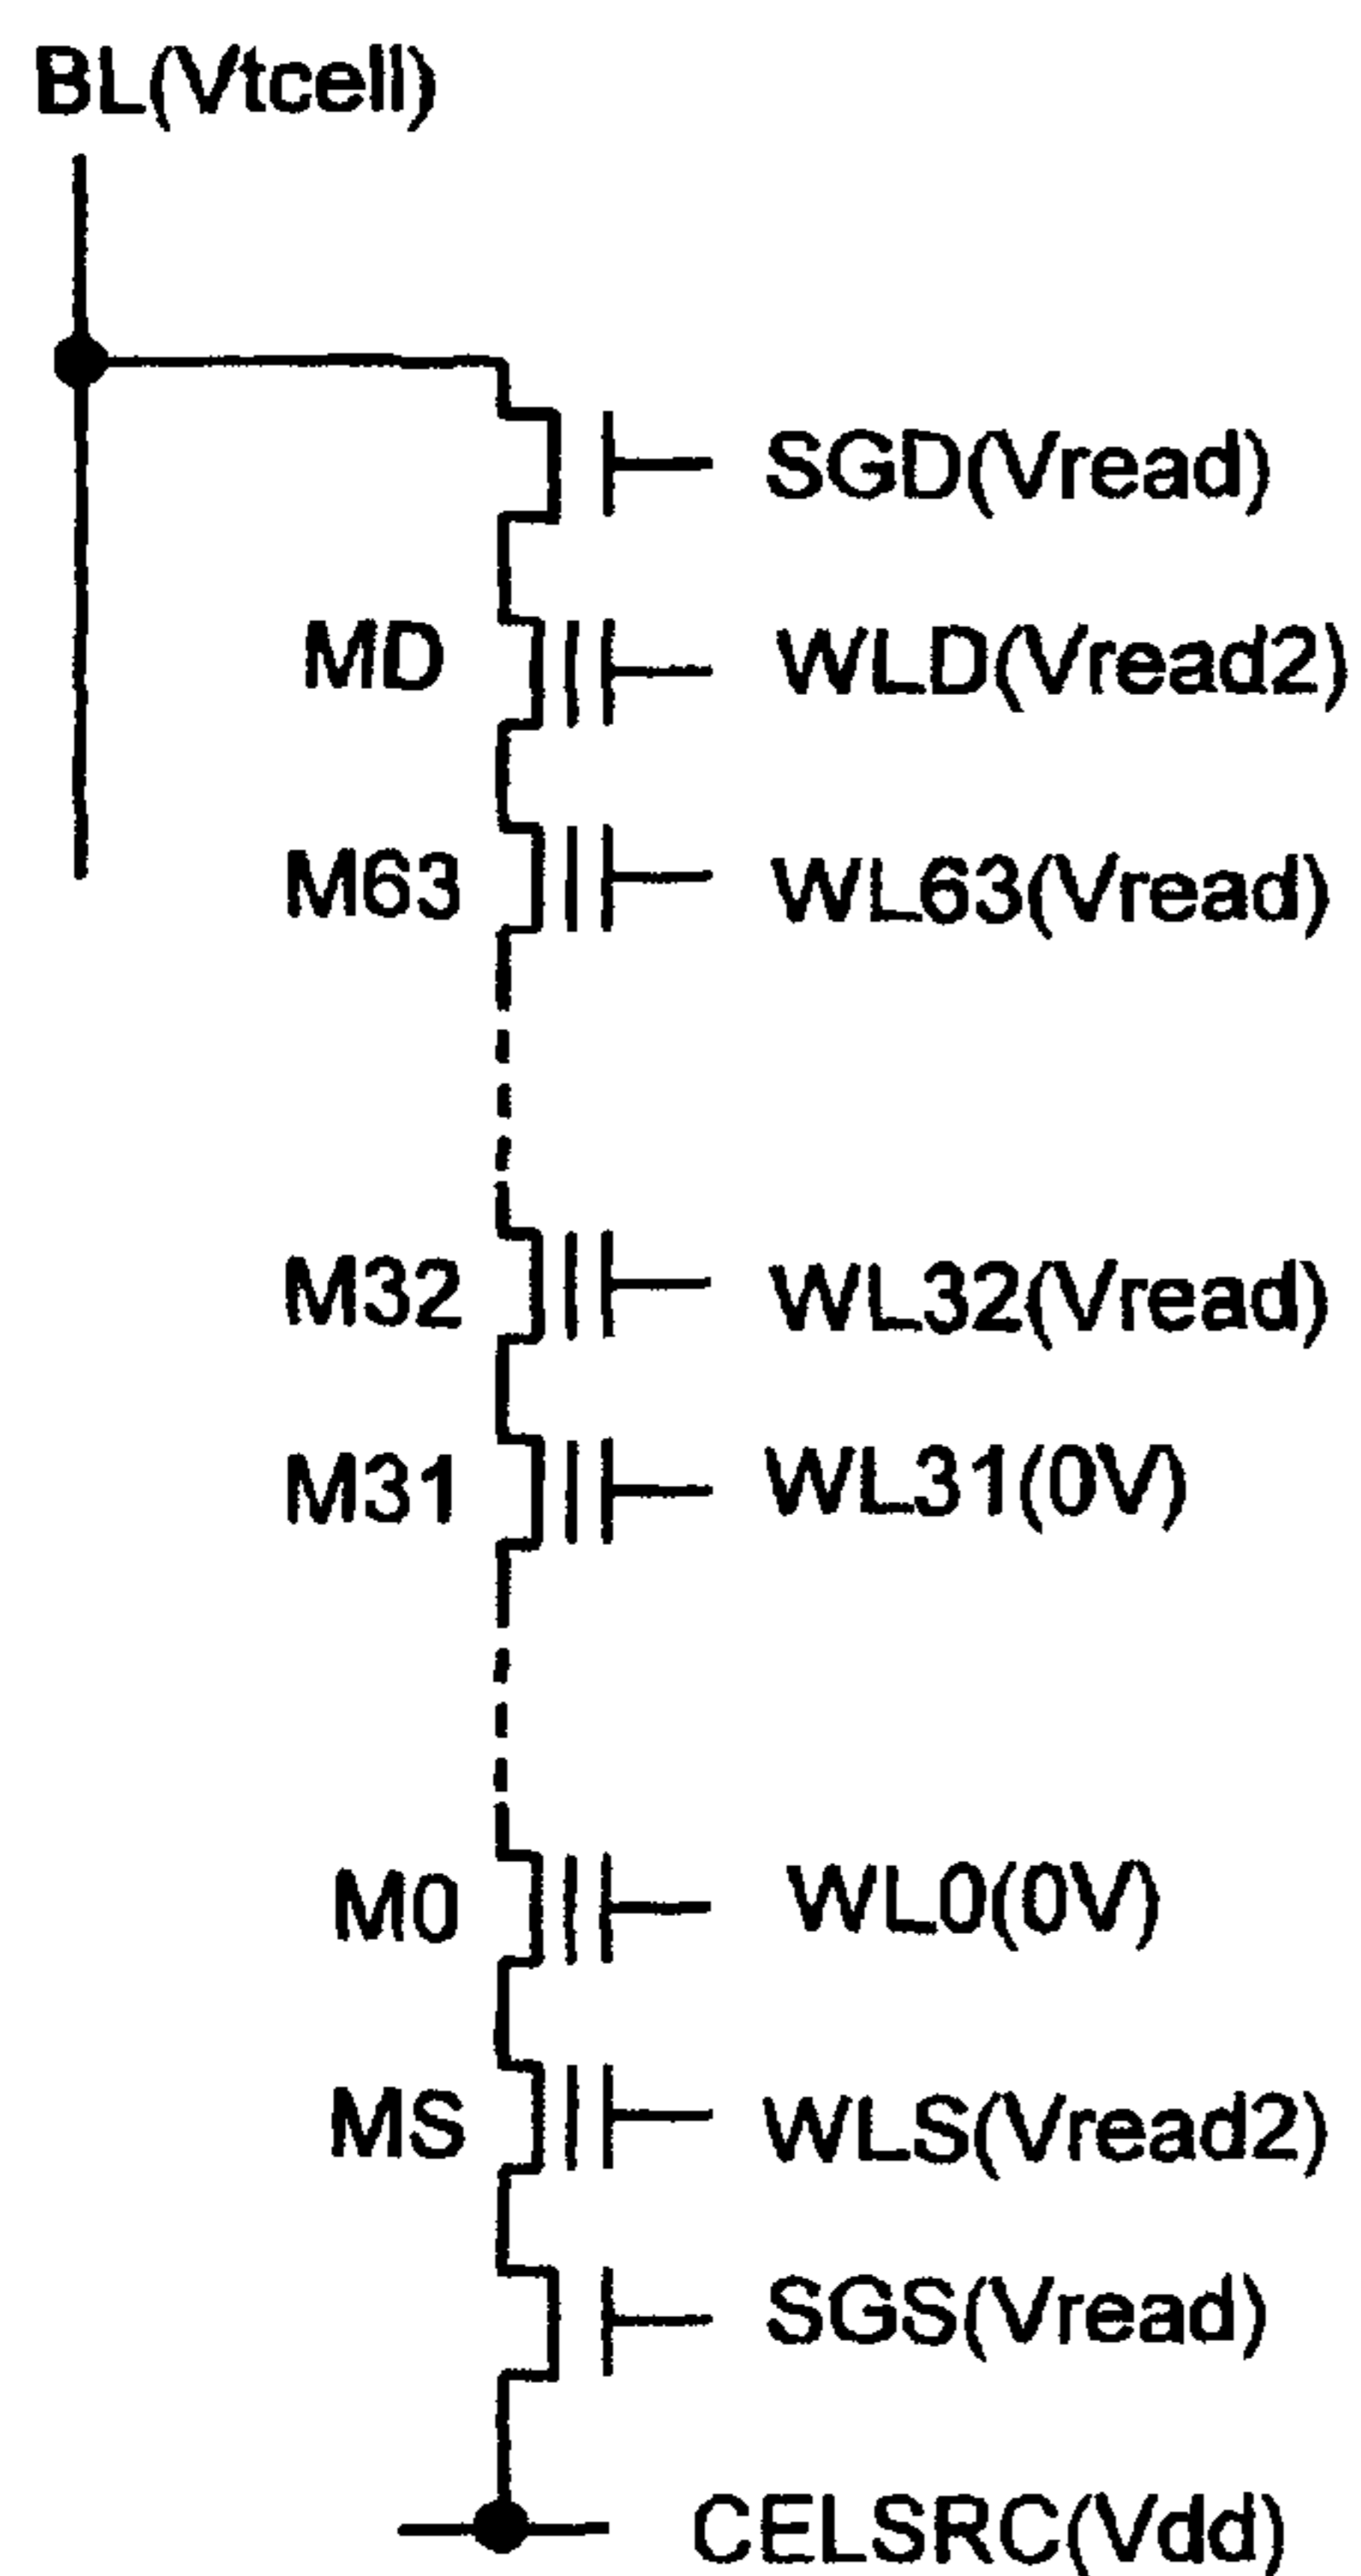 BL(Vtcell)
SGD(Vread)
MD WLD(Vread2)
M63 WL63(Vread)
M32 WL32(Vread)
M31 WL31(0V)
M0 WL0(0V)
MS WLS(Vread2)
SGS(Vread)
CELSRC(Vdd)